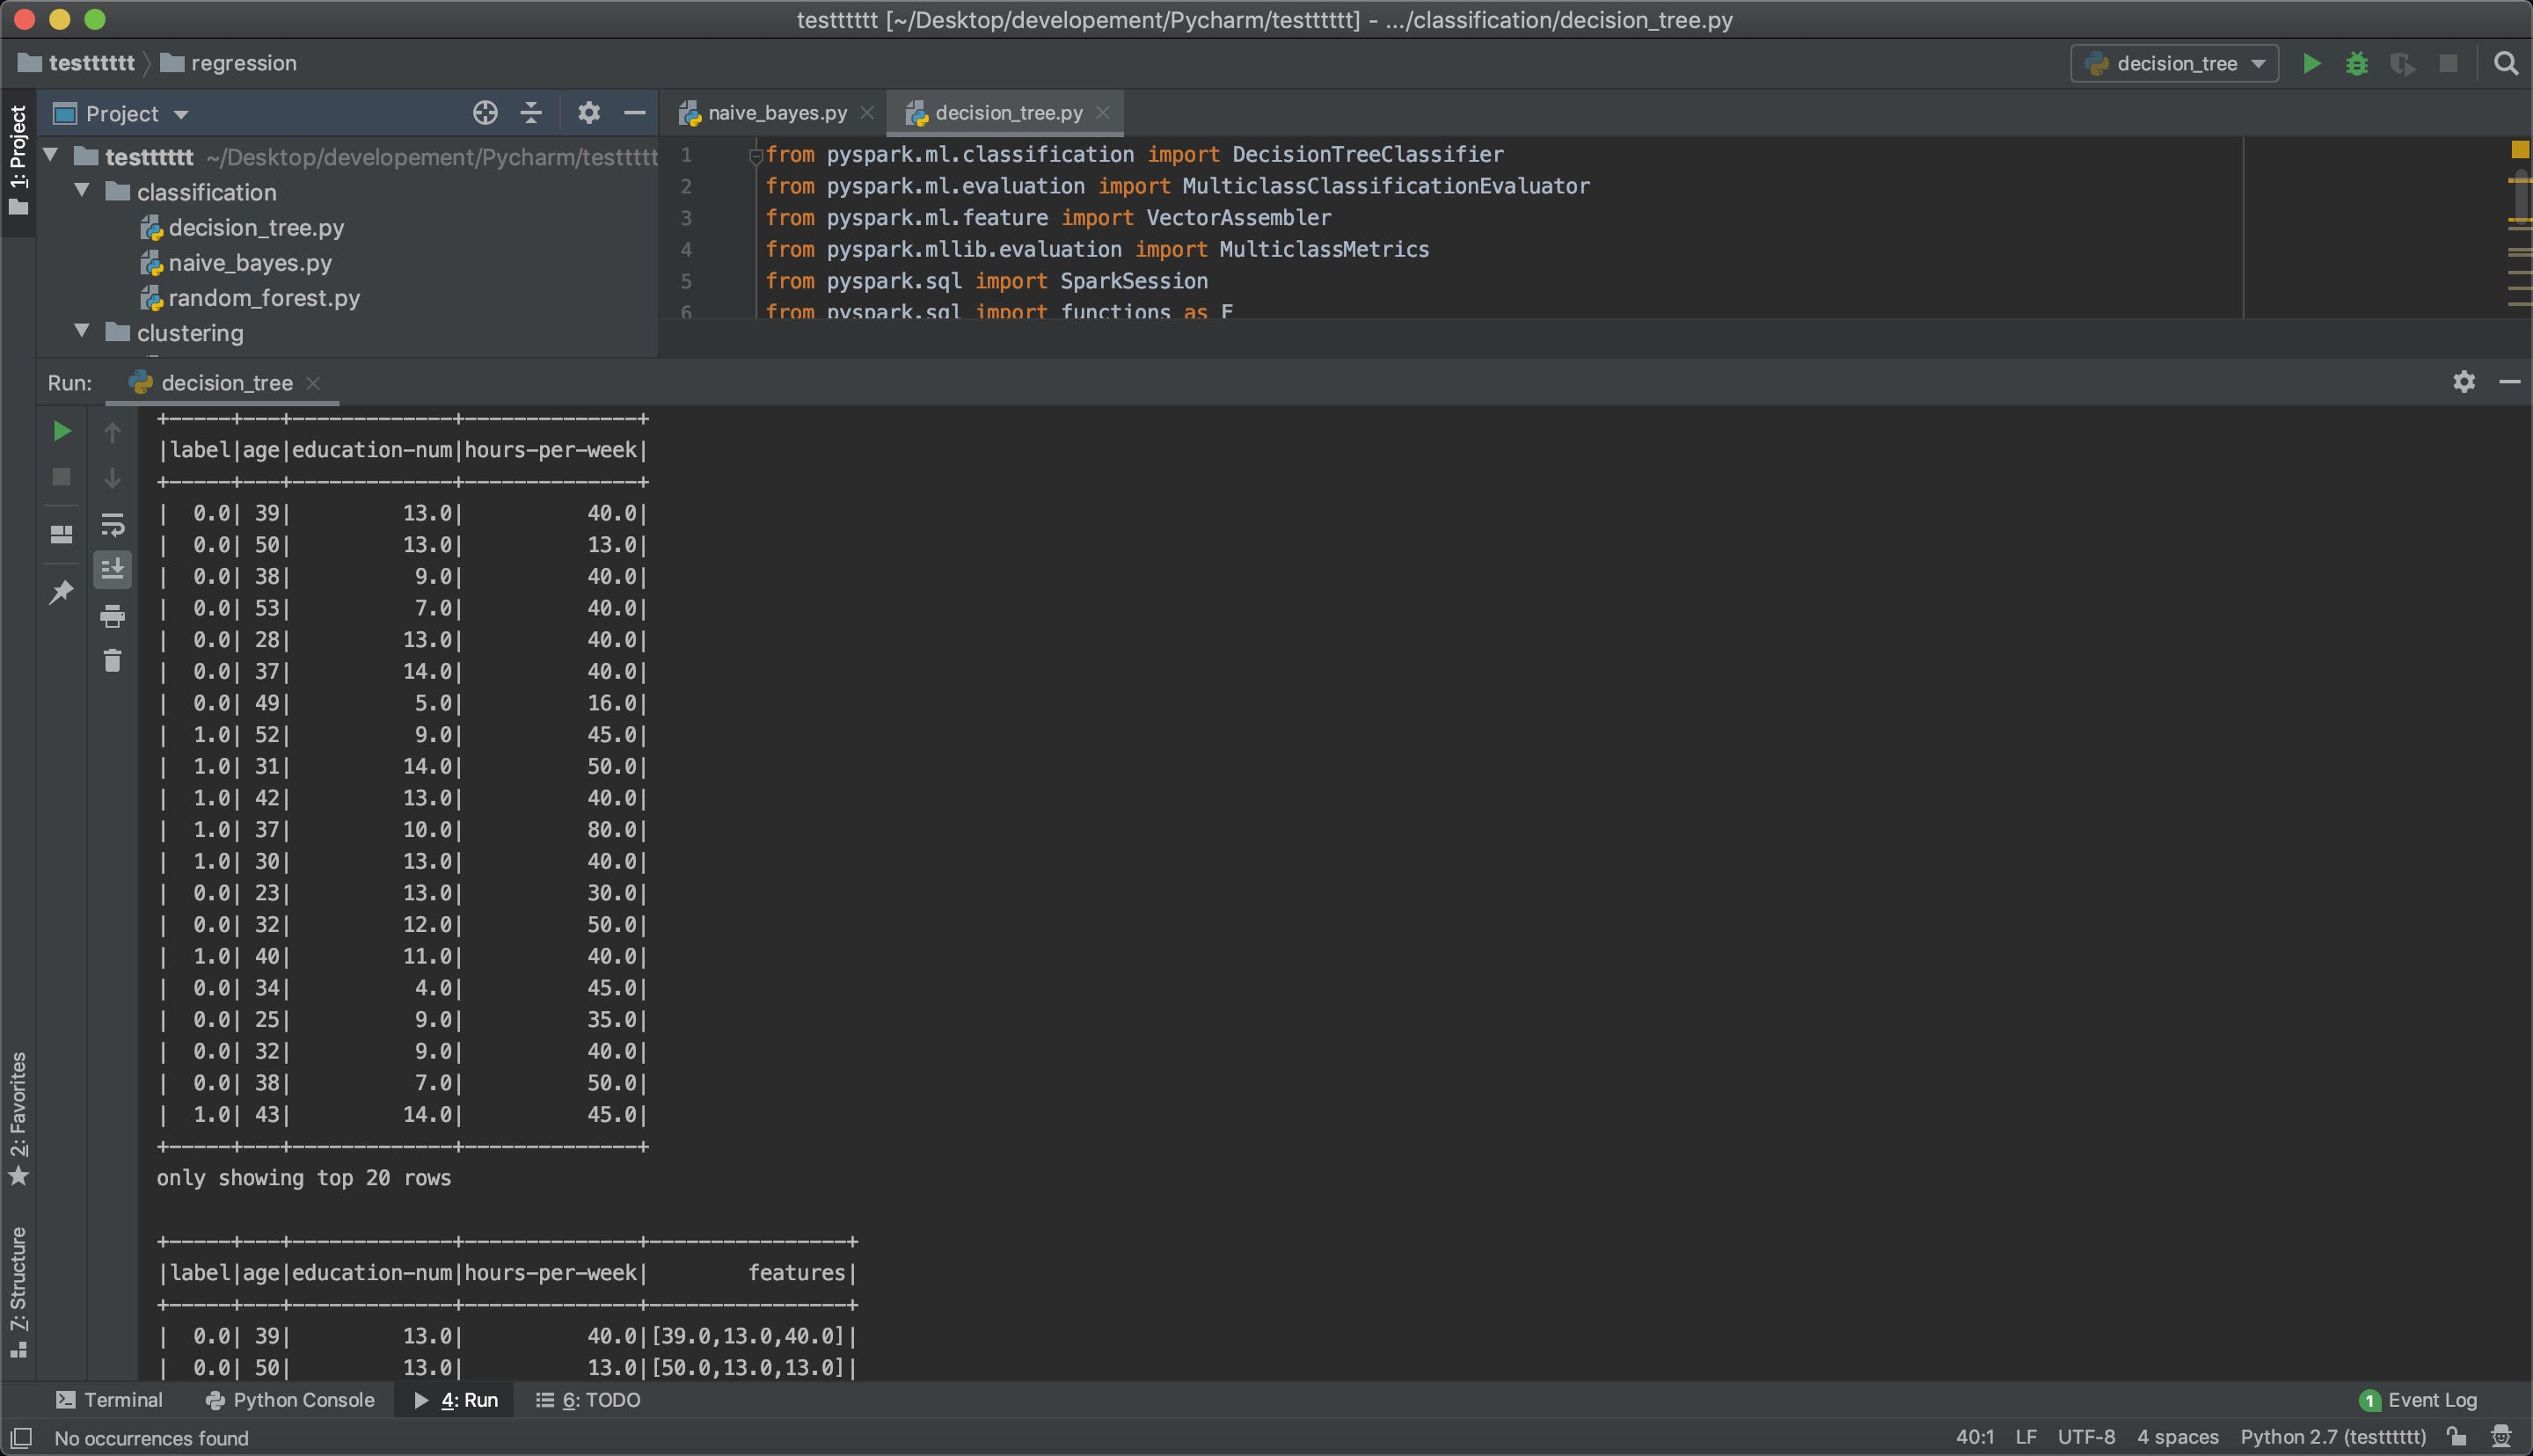 testttttt [~/Desktop/developement/Pycharm/testttttt] - .../classification/decision_tree.py
testttttt regression decision_tree
1: Project
Project
testttttt ~/Desktop/developement/Pycharm/testttttt
classification
decision_tree.py
naive_bayes.py
random_forest.py
clustering
naive_bayes.py decision_tree.py
1 from pyspark.ml.classification import DecisionTreeClassifier
2 from pyspark.ml.evaluation import MulticlassClassificationEvaluator
3 from pyspark.ml.feature import VectorAssembler
4 from pyspark.mllib.evaluation import MulticlassMetrics
5 from pyspark.sql import SparkSession
6 from pyspark.sql import functions as F
Run: decision_tree
+-----+---+-------------+--------------+
|label|age|education-num|hours-per-week|
+-----+---+-------------+--------------+
|  0.0| 39|         13.0|          40.0|
|  0.0| 50|         13.0|          13.0|
|  0.0| 38|          9.0|          40.0|
|  0.0| 53|          7.0|          40.0|
|  0.0| 28|         13.0|          40.0|
|  0.0| 37|         14.0|          40.0|
|  0.0| 49|          5.0|          16.0|
|  1.0| 52|          9.0|          45.0|
|  1.0| 31|         14.0|          50.0|
|  1.0| 42|         13.0|          40.0|
|  1.0| 37|         10.0|          80.0|
|  1.0| 30|         13.0|          40.0|
|  0.0| 23|         13.0|          30.0|
|  0.0| 32|         12.0|          50.0|
|  1.0| 40|         11.0|          40.0|
|  0.0| 34|          4.0|          45.0|
|  0.0| 25|          9.0|          35.0|
|  0.0| 32|          9.0|          40.0|
|  0.0| 38|          7.0|          50.0|
|  1.0| 43|         14.0|          45.0|
+-----+---+-------------+--------------+
only showing top 20 rows
+-----+---+-------------+--------------+----------------+
|label|age|education-num|hours-per-week|        features|
+-----+---+-------------+--------------+----------------+
|  0.0| 39|         13.0|          40.0|[39.0,13.0,40.0]|
|  0.0| 50|         13.0|          13.0|[50.0,13.0,13.0]|
2: Favorites
7: Structure
Terminal Python Console 4: Run 6: TODO 1 Event Log
No occurrences found 40:1 LF UTF-8 4 spaces Python 2.7 (testttttt)